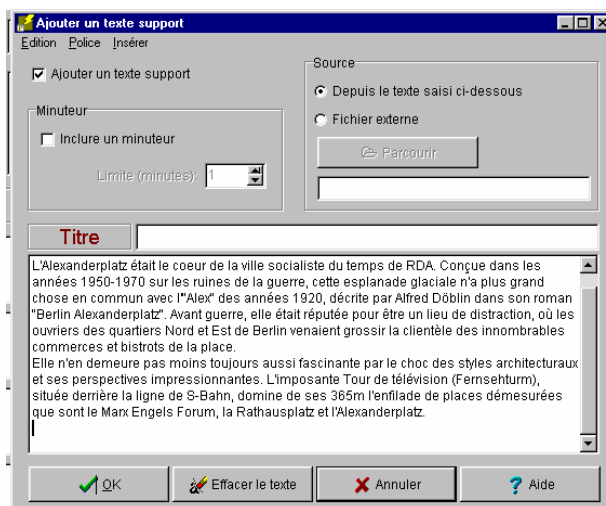 Ajouter un texte support
Edition Police Insérer
Ajouter un texte support
Source
Depuis le texte saisi ci-dessous
Fichier externe
Parcourir
Minuteur
Inclure un minuteur
Limite (minutes): 1
Titre
L'Alexanderplatz était le coeur de la ville socialiste du temps de RDA. Conçue dans les
années 1950-1970 sur les ruines de la guerre, cette esplanade glaciale n'a plus grand
chose en commun avec l'"Alex" des années 1920, décrite par Alfred Döblin dans son roman
"Berlin Alexanderplatz". Avant guerre, elle était réputée pour être un lieu de distraction, où les
ouvriers des quartiers Nord et Est de Berlin venaient grossir la clientèle des innombrables
commerces et bistrots de la place.
Elle n'en demeure pas moins toujours aussi fascinante par le choc des styles architecturaux
et ses perspectives impressionnantes. L'imposante Tour de télévision (Fernsehturm),
située derrière la ligne de S-Bahn, domine de ses 365m l'enfilade de places démesurées
que sont le Marx Engels Forum, la Rathausplatz et l'Alexanderplatz.
OK Effacer le texte Annuler Aide